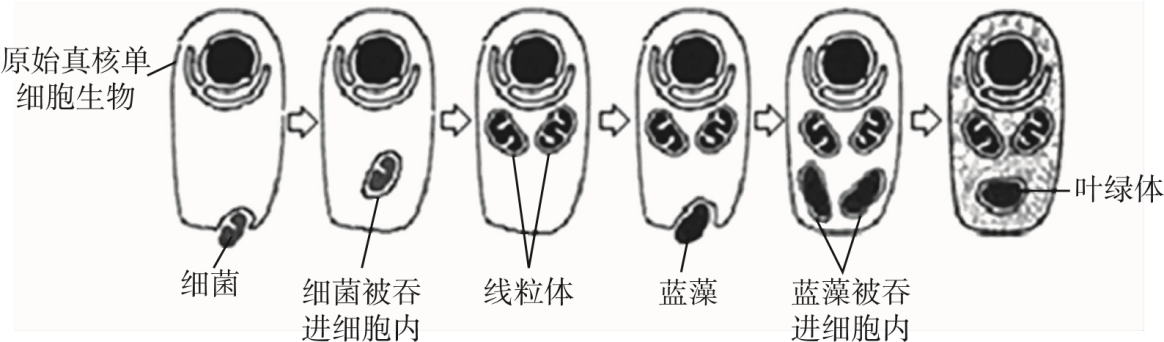 原始真核单
细胞生物
细菌
细菌被吞
进细胞内
线粒体
蓝藻
蓝藻被吞
进细胞内
叶绿体